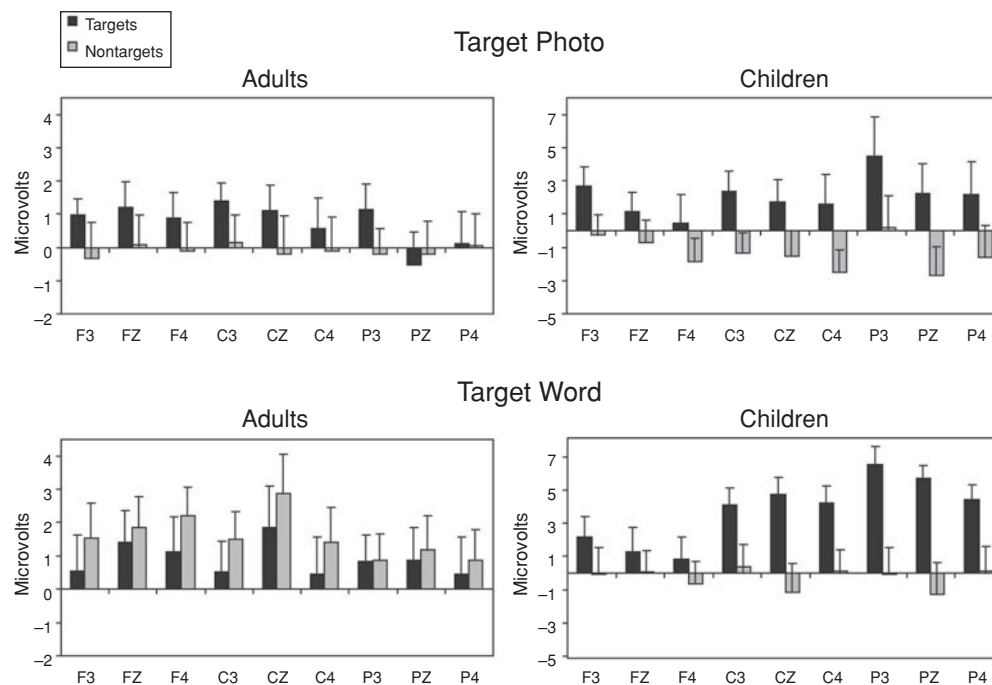 Targets
Nontargets
Target Photo
Adults
Children
Microvolts
4
3
2
1
0
−1
−2
F3 FZ F4 C3 CZ C4 P3 PZ P4
Microvolts
7
5
3
1
−1
−3
−5
F3 FZ F4 C3 CZ C4 P3 PZ P4
Target Word
Adults
Children
Microvolts
4
3
2
1
0
−1
−2
F3 FZ F4 C3 CZ C4 P3 PZ P4
Microvolts
7
5
3
1
−1
−3
−5
F3 FZ F4 C3 CZ C4 P3 PZ P4